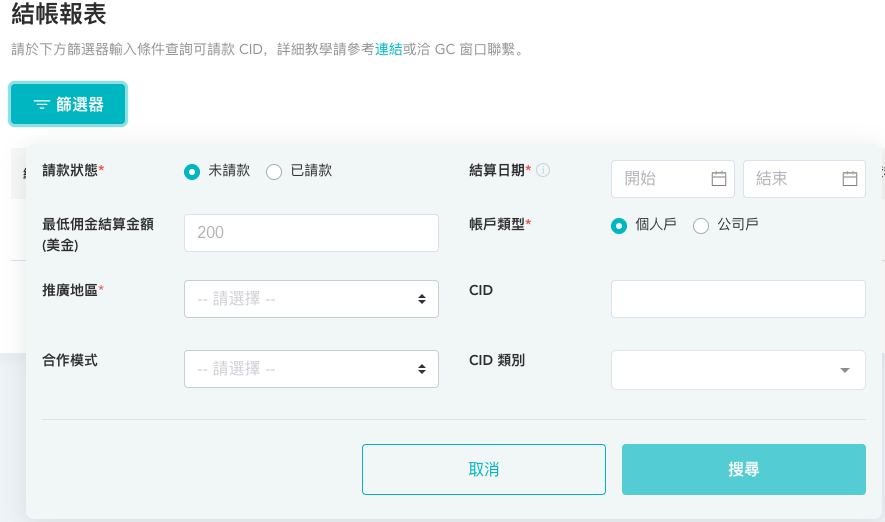 結帳報表
請於下方篩選器輸入條件查詢可請款 CID，詳細教學請參考連結或洽 GC 窗口聯繫。
篩選器
請款狀態* 未請款 已請款
結算日期* 開始 結束
最低佣金結算金額
(美金) 200
帳戶類型* 個人戶 公司戶
推廣地區* -- 請選擇 --
CID
合作模式 -- 請選擇 --
CID 類別
取消 搜尋